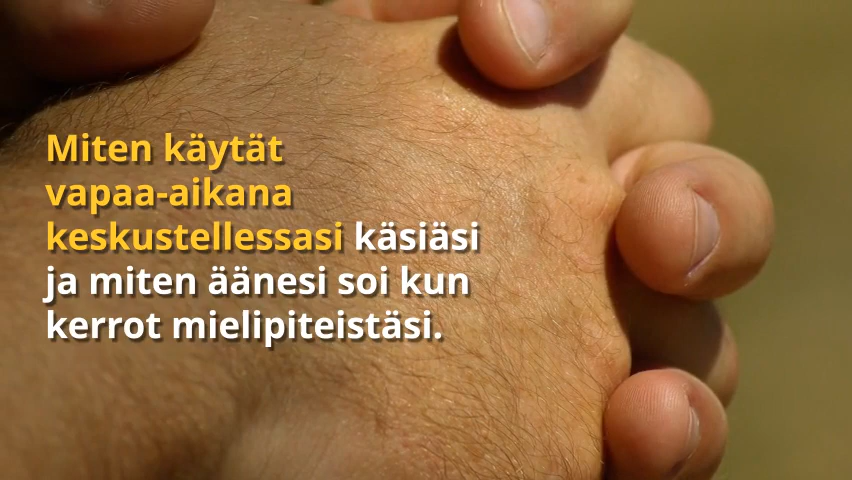 Miten käytät
vapaa-aikana
keskustellessasi käsiäsi
ja miten äänesi soi kun
kerrot mielipiteistäsi.